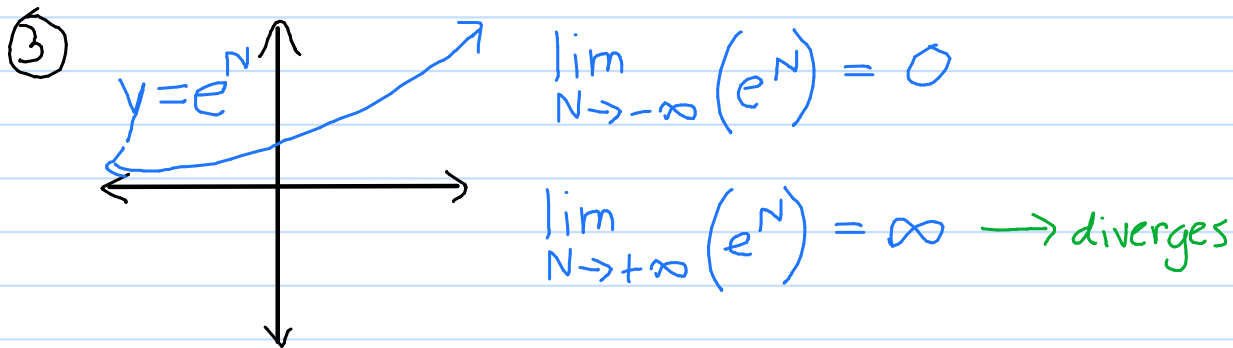 ③
y = e^N
lim N→-∞ (e^N) = 0
lim N→+∞ (e^N) = ∞ → diverges